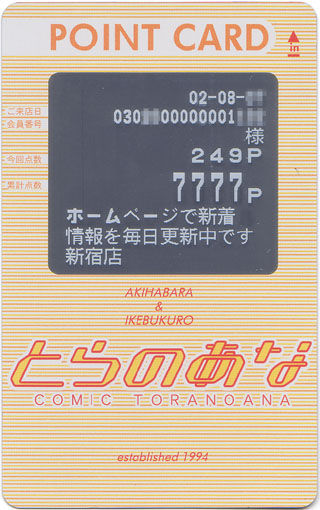 POINT CARD
in
02-08-
ご来店日
030 00000001
会員番号
様
今回点数
249P
累計点数
7777P
ホームページで新着
情報を毎日更新中です
新宿店
AKIHABARA
&
IKEBUKURO
とらのあな
COMIC TORANOANA
established 1994